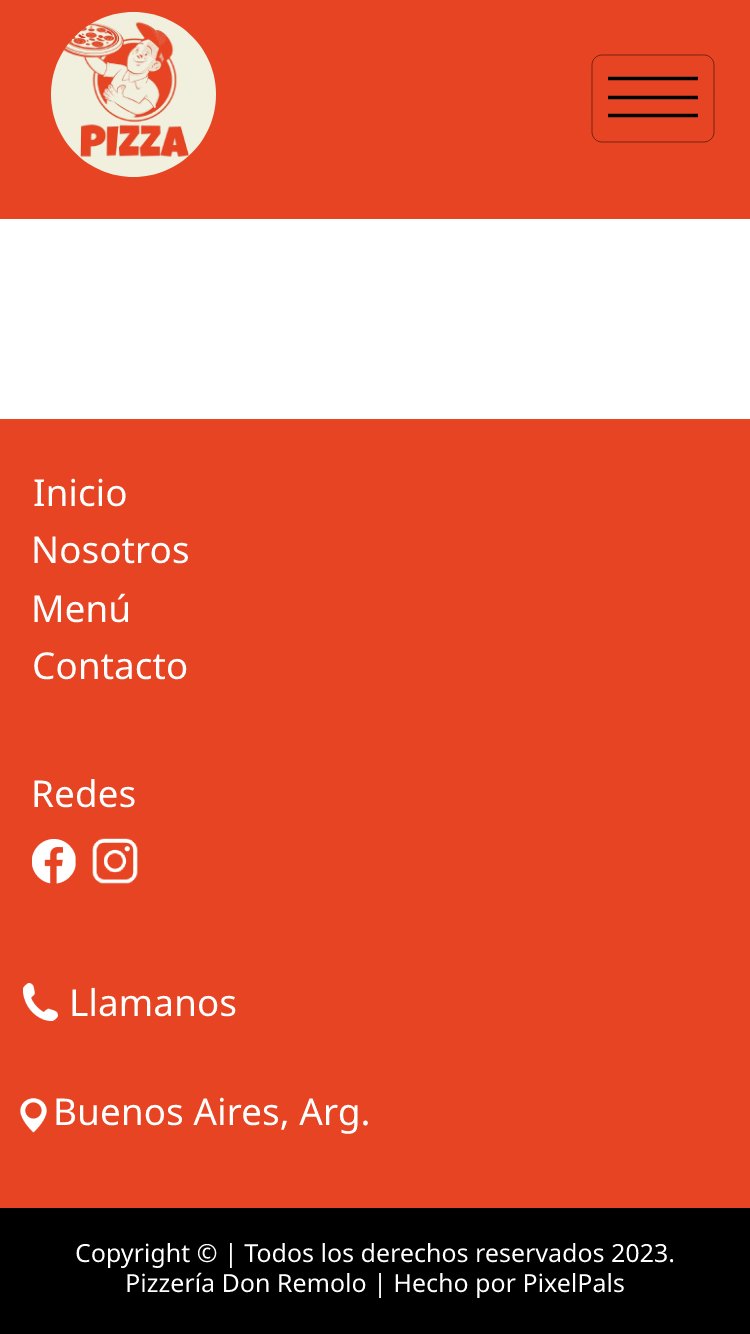 PIZZA
Inicio
Nosotros
Menú
Contacto
Redes
Llamanos
Buenos Aires, Arg.
Copyright © | Todos los derechos reservados 2023.
Pizzería Don Remolo | Hecho por PixelPals